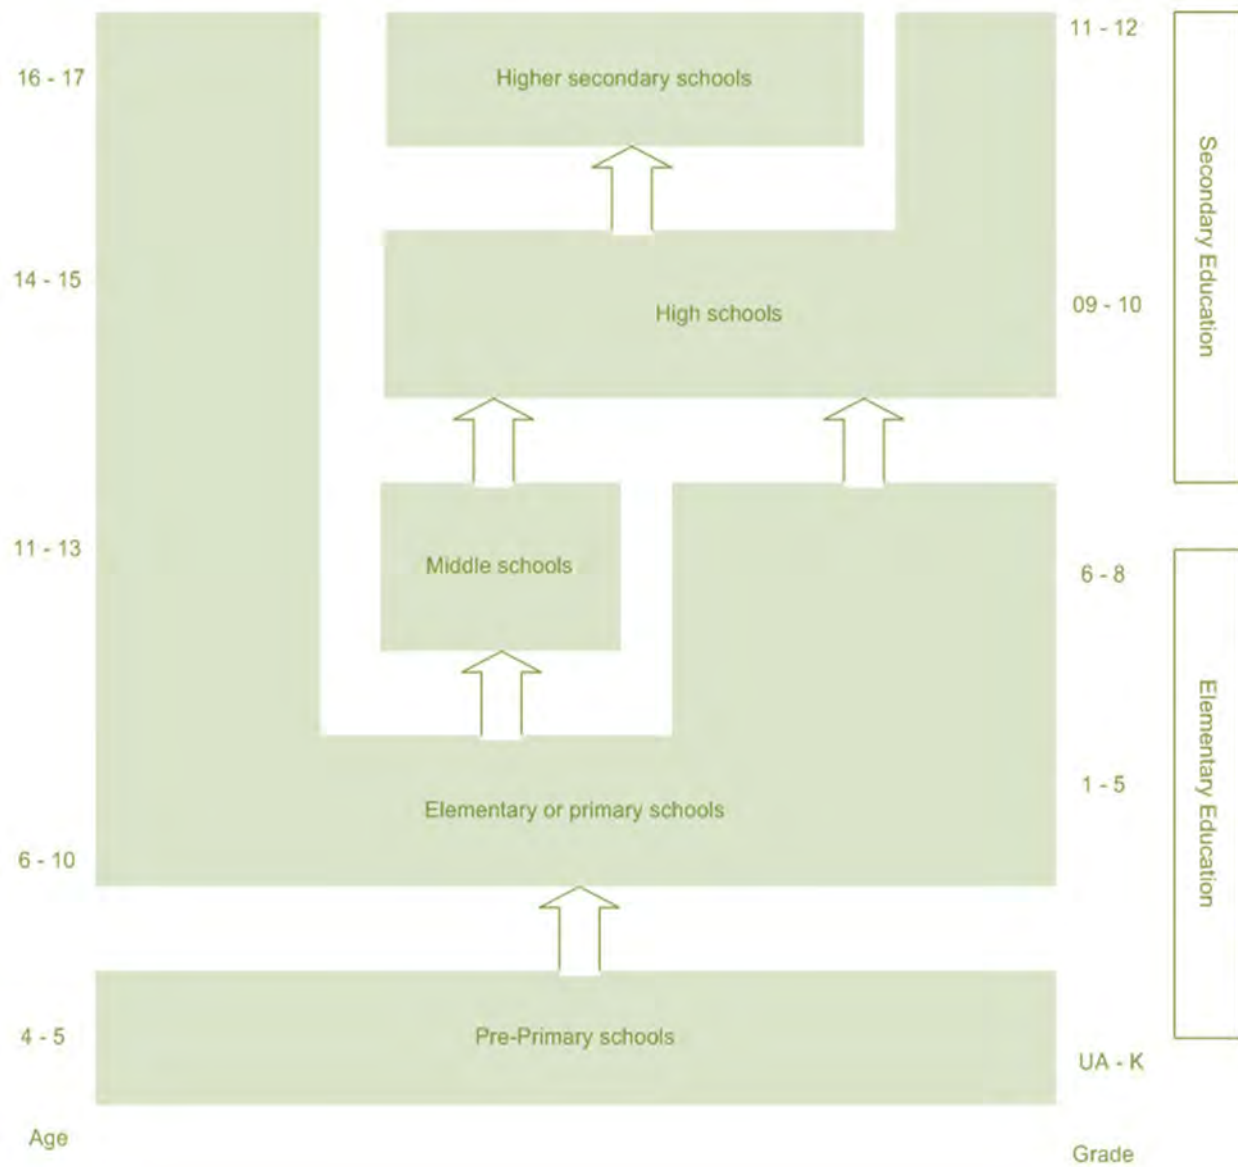 11 - 12
16 - 17
Higher secondary schools
Secondary Education
14 - 15
High schools
09 - 10
11 - 13
Middle schools
6 - 8
Elementary Education
1 - 5
Elementary or primary schools
6 - 10
4 - 5
Pre-Primary schools
UA - K
Age
Grade